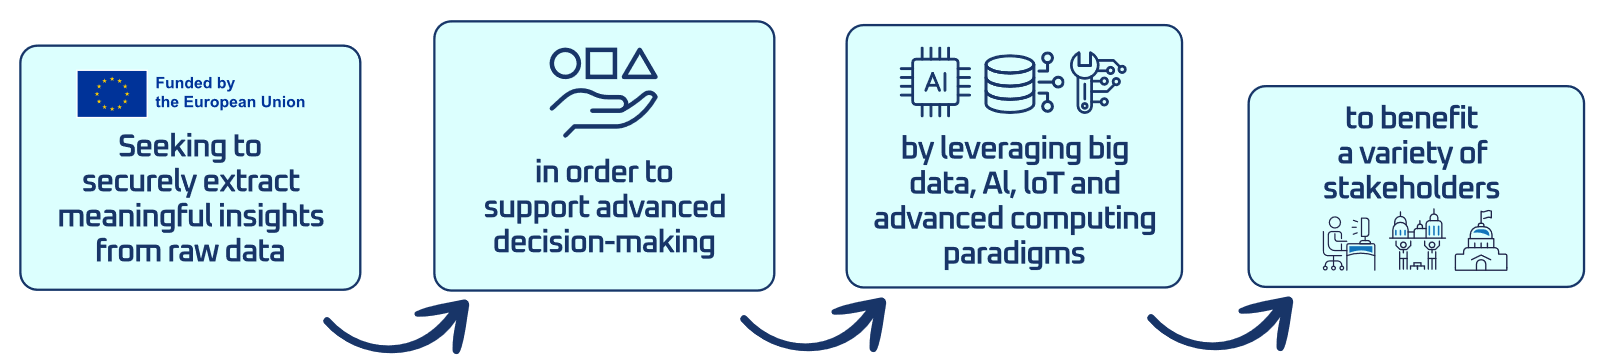 Funded by
the European Union
Seeking to
securely extract
meaningful insights
from raw data
in order to
support advanced
decision-making
AI
by leveraging big
data, AI, IoT and
advanced computing
paradigms
to benefit
a variety of
stakeholders